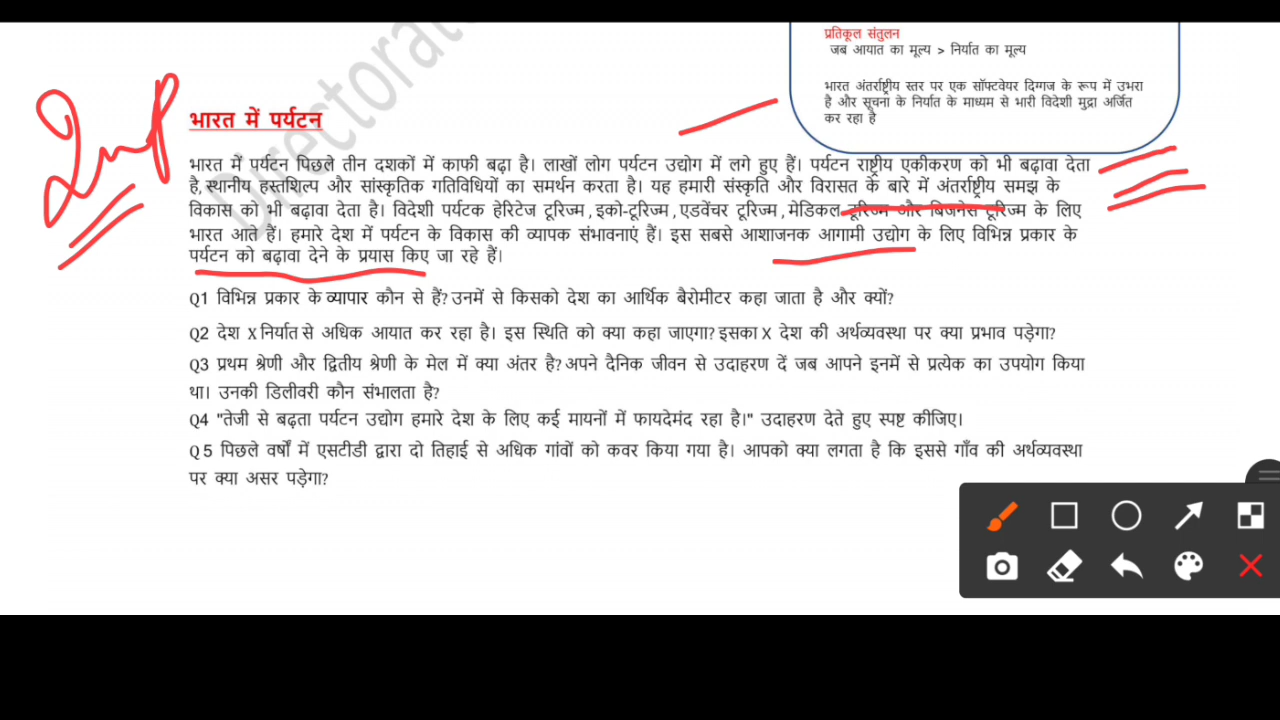 प्रतिकूल संतुलन
जब आयात का मूल्य > निर्यात का मूल्य
भारत अंतर्राष्ट्रीय स्तर पर एक सॉफ्टवेयर दिग्गज के रूप में उभरा
है और सूचना के निर्यात के माध्यम से भारी विदेशी मुद्रा अर्जित
कर रहा है
Directorat
Imp
भारत में पर्यटन
भारत में पर्यटन पिछले तीन दशकों में काफी बढ़ा है। लाखों लोग पर्यटन उद्योग में लगे हुए हैं। पर्यटन राष्ट्रीय एकीकरण को भी बढ़ावा देता
है, स्थानीय हस्तशिल्प और सांस्कृतिक गतिविधियों का समर्थन करता है। यह हमारी संस्कृति और विरासत के बारे में अंतर्राष्ट्रीय समझ के
विकास को भी बढ़ावा देता है। विदेशी पर्यटक हेरिटेज टूरिज्म, इको-टूरिज्म, एडवेंचर टूरिज्म, मेडिकल टूरिज्म और बिजनेस टूरिज्म के लिए
भारत आते हैं। हमारे देश में पर्यटन के विकास की व्यापक संभावनाएं हैं। इस सबसे आशाजनक आगामी उद्योग के लिए विभिन्न प्रकार के
पर्यटन को बढ़ावा देने के प्रयास किए जा रहे हैं।
Q1 विभिन्न प्रकार के व्यापार कौन से हैं? उनमें से किसको देश का आर्थिक बैरोमीटर कहा जाता है और क्यों?
Q2 देश X निर्यात से अधिक आयात कर रहा है। इस स्थिति को क्या कहा जाएगा? इसका X देश की अर्थव्यवस्था पर क्या प्रभाव पड़ेगा?
Q3 प्रथम श्रेणी और द्वितीय श्रेणी के मेल में क्या अंतर है? अपने दैनिक जीवन से उदाहरण दें जब आपने इनमें से प्रत्येक का उपयोग किया
था। उनकी डिलीवरी कौन संभालता है?
Q4 "तेजी से बढ़ता पर्यटन उद्योग हमारे देश के लिए कई मायनों में फायदेमंद रहा है।" उदाहरण देते हुए स्पष्ट कीजिए।
Q5 पिछले वर्षों में एसटीडी द्वारा दो तिहाई से अधिक गांवों को कवर किया गया है। आपको क्या लगता है कि इससे गाँव की अर्थव्यवस्था
पर क्या असर पड़ेगा?